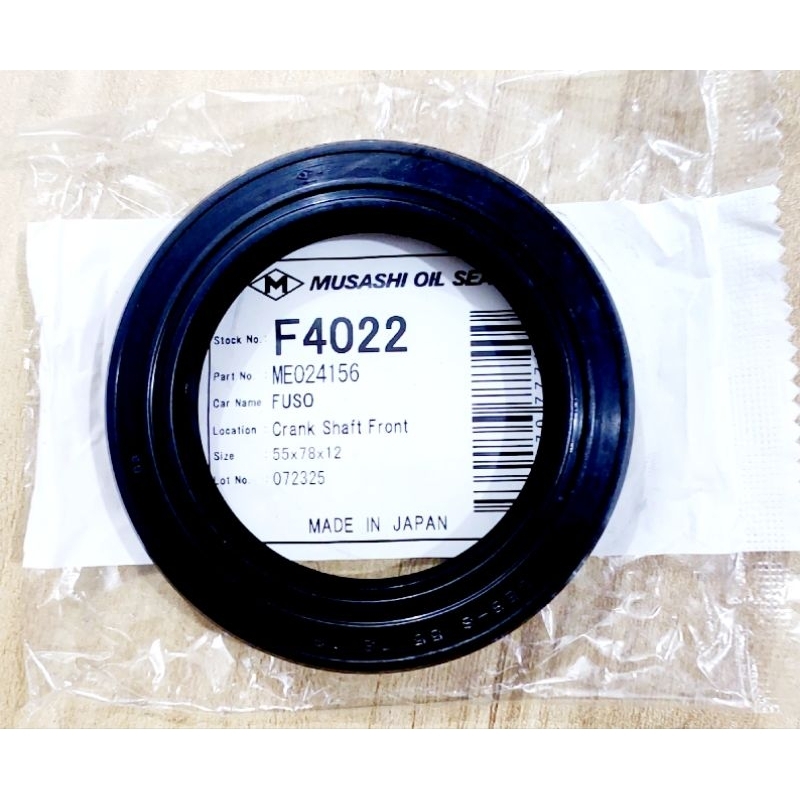 M MUSASHI OIL SEA
Stock No. F4022
Part No : ME024156
Car Name : FUSO
Location : Crank Shaft Front
Size : 55x78x12
Lot No. : 072325
MADE IN JAPAN